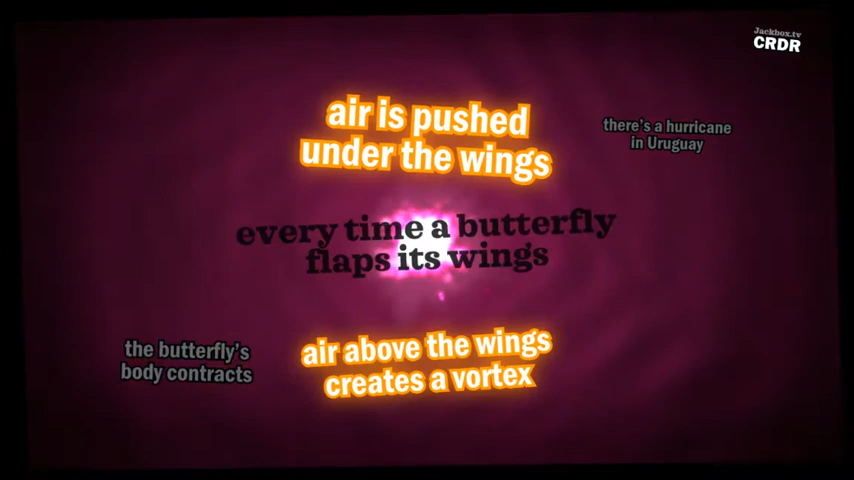 Jackbox.tv
CRDR
air is pushed
under the wings
there's a hurricane
in Uruguay
every time a butterfly
flaps its wings
the butterfly's
body contracts
air above the wings
creates a vortex